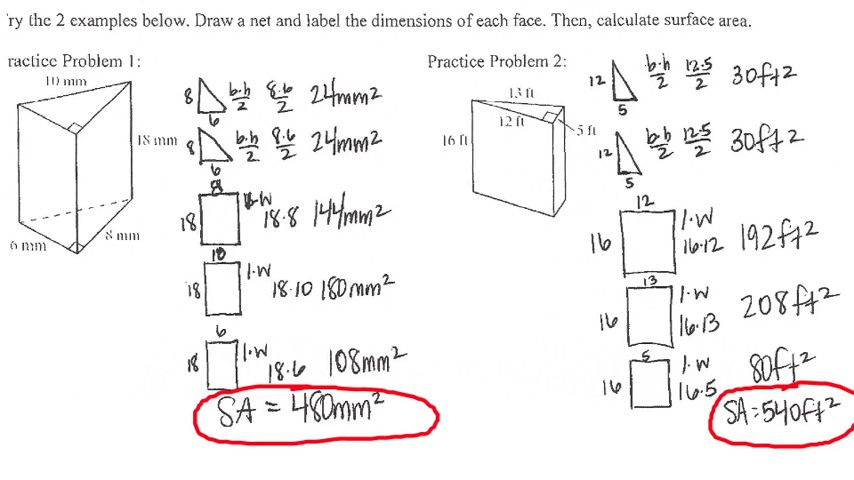 ry the 2 examples below. Draw a net and label the dimensions of each face. Then, calculate surface area.
ractice Problem 1:
10 mm
18 mm
6 mm
8 mm
8 b·h/2 8·6/2 24mm2
6
8 b·h/2 8·6/2 24mm2
6
8
18 l·W 18·8 144mm2
10
18 l·W 18·10 180mm2
6
18 l·W 18·6 108mm2
SA = 480mm2
Practice Problem 2:
13 ft
12 ft
5 ft
16 ft
12 b·h/2 12·5/2 30ft2
5
12 b·h/2 12·5/2 30ft2
5
12
16 l·W 16·12 192ft2
13
16 l·W 16·13 208ft2
5
16 l·W 16·5 80ft2
SA=540ft2